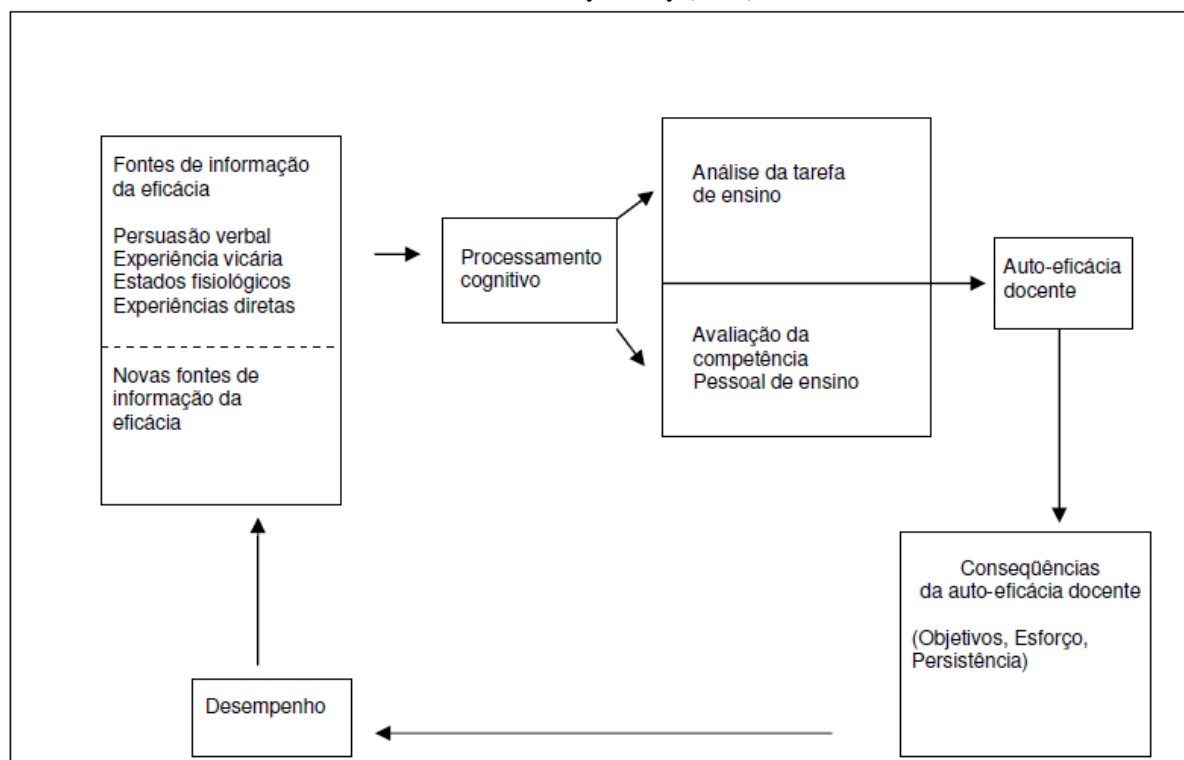 Fontes de informação
da eficácia
Persuasão verbal
Experiência vicária
Estados fisiológicos
Experiências diretas
Novas fontes de
informação da
eficácia
Processamento
cognitivo
Análise da tarefa
de ensino
Avaliação da
competência
Pessoal de ensino
Auto-eficácia
docente
Conseqüências
da auto-eficácia docente
(Objetivos, Esforço,
Persistência)
Desempenho